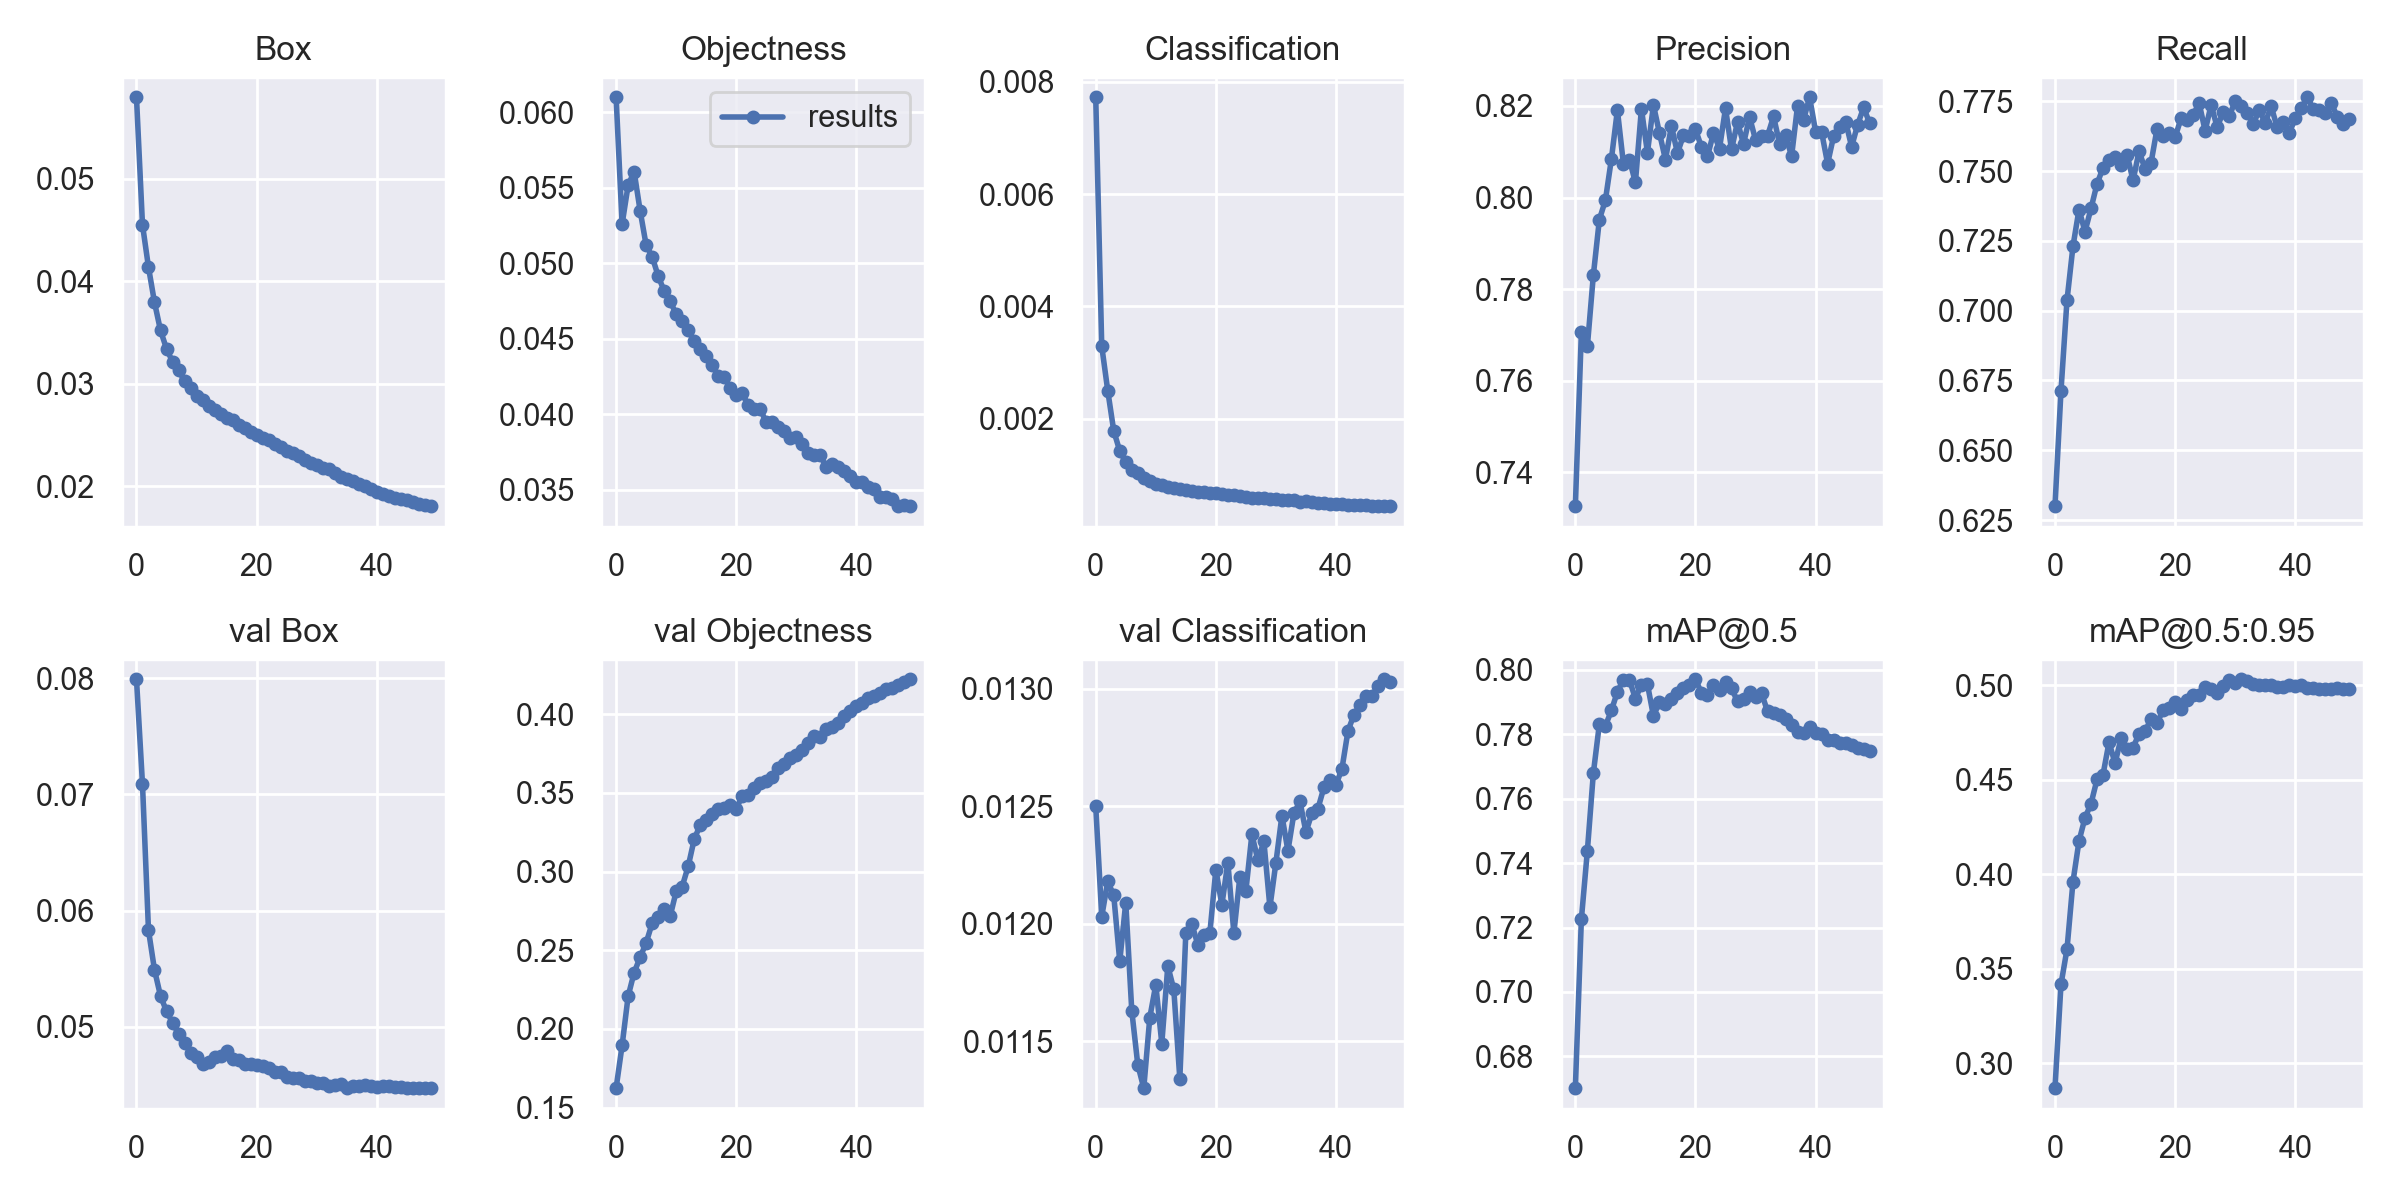 Box
0.05
0.04
0.03
0.02
0 20 40
Objectness
results
0.060
0.055
0.050
0.045
0.040
0.035
0 20 40
Classification
0.008
0.006
0.004
0.002
0 20 40
Precision
0.82
0.80
0.78
0.76
0.74
0 20 40
Recall
0.775
0.750
0.725
0.700
0.675
0.650
0.625
0 20 40
val Box
0.08
0.07
0.06
0.05
0 20 40
val Objectness
0.40
0.35
0.30
0.25
0.20
0.15
0 20 40
val Classification
0.0130
0.0125
0.0120
0.0115
0 20 40
mAP@0.5
0.80
0.78
0.76
0.74
0.72
0.70
0.68
0 20 40
mAP@0.5:0.95
0.50
0.45
0.40
0.35
0.30
0 20 40